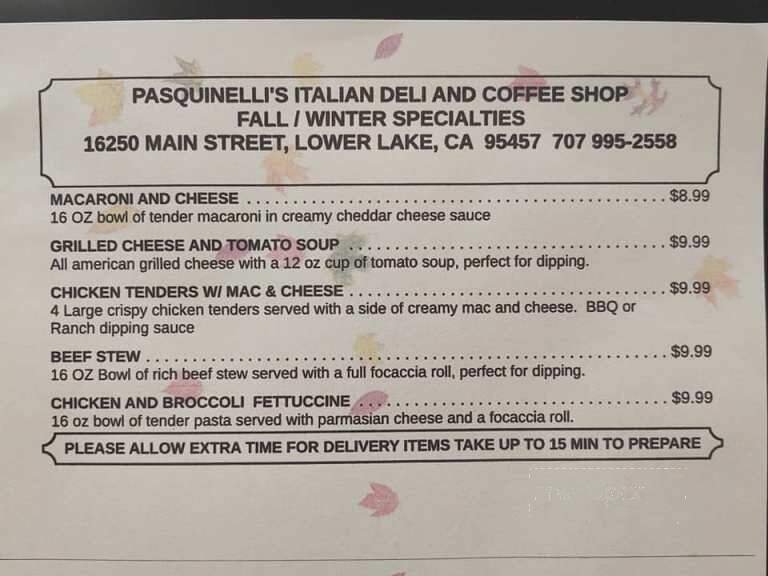 PASQUINELLI'S ITALIAN DELI AND COFFEE SHOP
FALL / WINTER SPECIALTIES
16250 MAIN STREET, LOWER LAKE, CA 95457 707 995-2558
MACARONI AND CHEESE . . . . . . . . . . . . . . . . . . . . . . . . . . . . . . . . . . . . . . . . . . . . . . . . . . . . $8.99
16 OZ bowl of tender macaroni in creamy cheddar cheese sauce
GRILLED CHEESE AND TOMATO SOUP . . . . . . . . . . . . . . . . . . . . . . . . . . . . . . . . . . . . . . . $9.99
All american grilled cheese with a 12 oz cup of tomato soup, perfect for dipping.
CHICKEN TENDERS W/ MAC & CHEESE . . . . . . . . . . . . . . . . . . . . . . . . . . . . . . . . . . . . . . . $9.99
4 Large crispy chicken tenders served with a side of creamy mac and cheese. BBQ or
Ranch dipping sauce
BEEF STEW . . . . . . . . . . . . . . . . . . . . . . . . . . . . . . . . . . . . . . . . . . . . . . . . . . . . . . . . . . . . . . . . $9.99
16 OZ Bowl of rich beef stew served with a full focaccia roll, perfect for dipping.
CHICKEN AND BROCCOLI FETTUCCINE . . . . . . . . . . . . . . . . . . . . . . . . . . . . . . . . . . . . . . $9.99
16 oz bowl of tender pasta served with parmasian cheese and a focaccia roll.
PLEASE ALLOW EXTRA TIME FOR DELIVERY ITEMS TAKE UP TO 15 MIN TO PREPARE